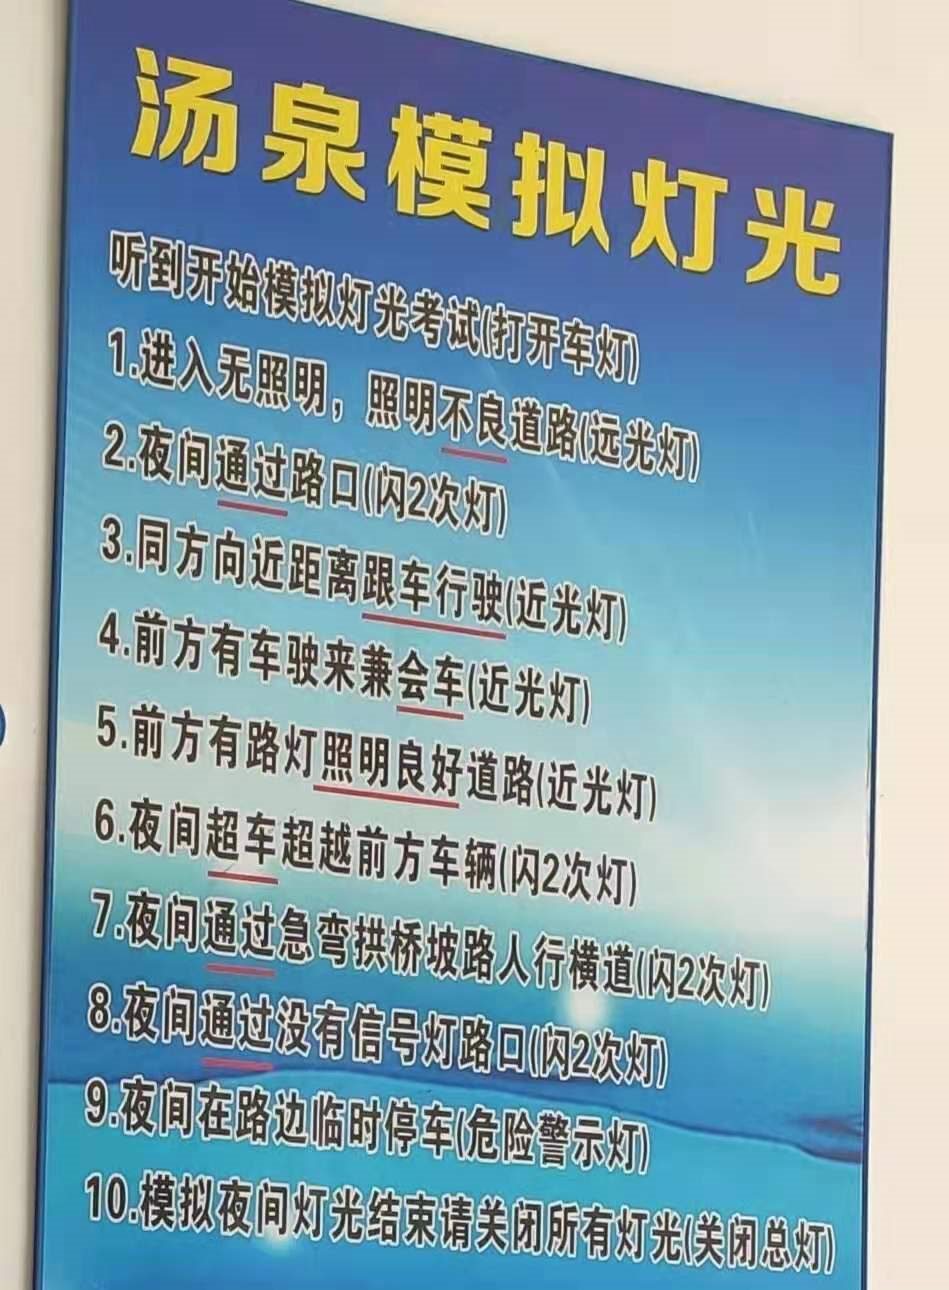 汤泉模拟灯光
听到开始模拟灯光考试(打开车灯)
1.进入无照明，照明不良道路(远光灯)
2.夜间通过路口(闪2次灯)
3.同方向近距离跟车行驶(近光灯)
4.前方有车驶来兼会车(近光灯)
5.前方有路灯照明良好道路(近光灯)
6.夜间超车超越前方车辆(闪2次灯)
7.夜间通过急弯拱桥坡路人行横道(闪2次灯)
8.夜间通过没有信号灯路口(闪2次灯)
9.夜间在路边临时停车(危险警示灯)
10.模拟夜间灯光结束请关闭所有灯光(关闭总灯)